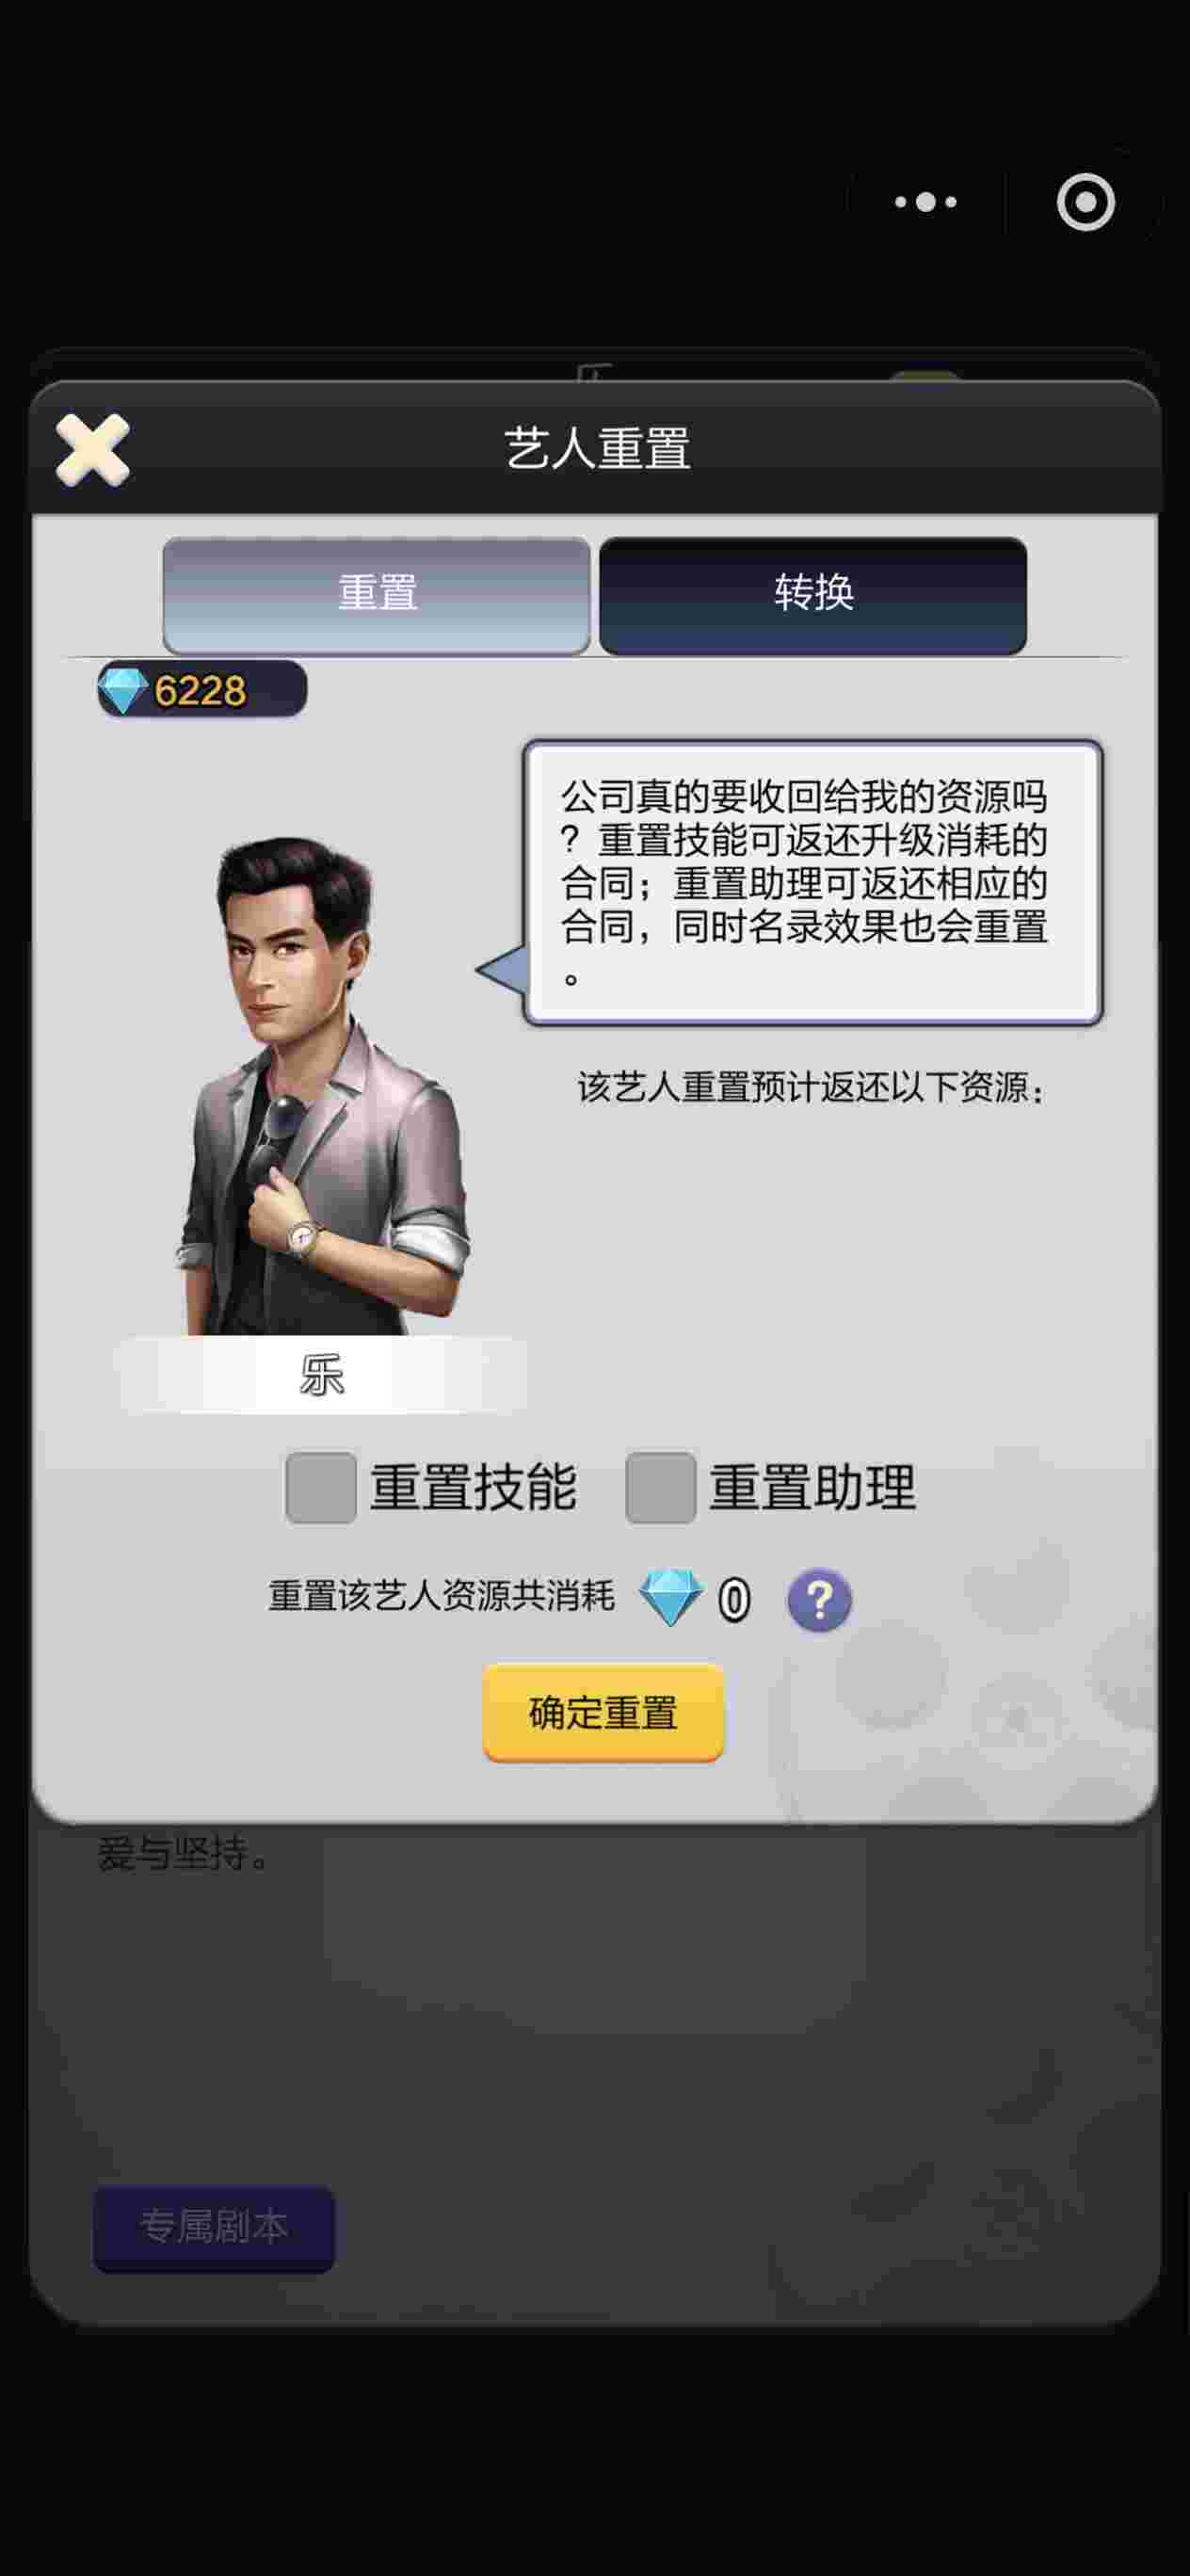 艺人重置
重置
转换
6228
公司真的要收回给我的资源吗
？重置技能可返还升级消耗的
合同；重置助理可返还相应的
合同，同时名录效果也会重置
。
该艺人重置预计返还以下资源：
乐
重置技能
重置助理
重置该艺人资源共消耗 0 ?
确定重置
爱与坚持。
专属剧本